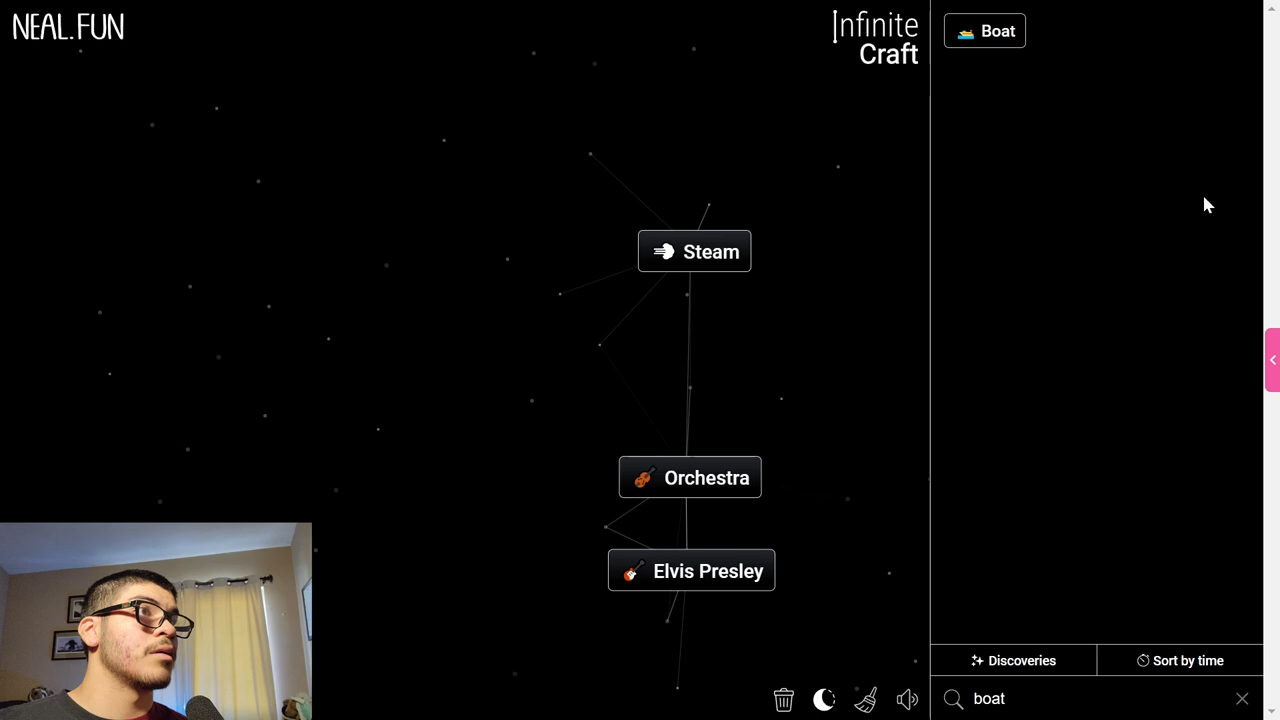 NEAL.FUN
Infinite
Craft
Boat
Steam
Orchestra
Elvis Presley
Discoveries
Sort by time
boat